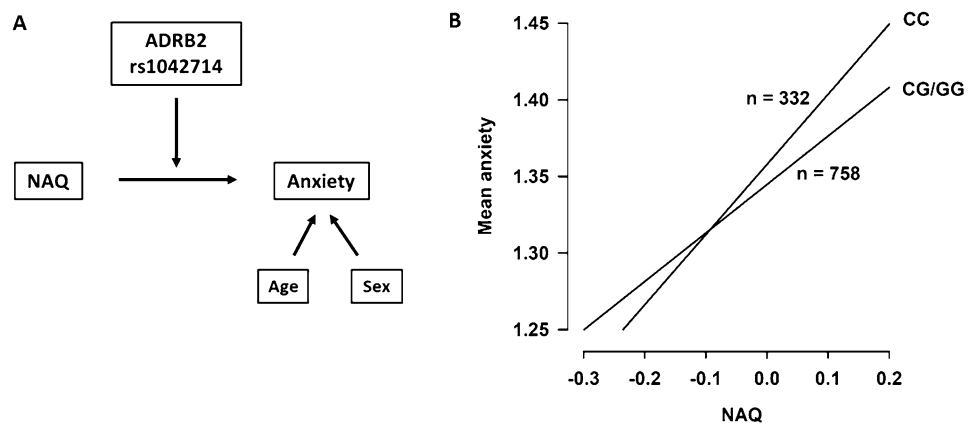 A
ADRB2
rs1042714
NAQ
Anxiety
Age
Sex
B
1.45
1.40
1.35
1.30
1.25
Mean anxiety
CC
n = 332
CG/GG
n = 758
-0.3
-0.2
-0.1
0.0
0.1
0.2
NAQ